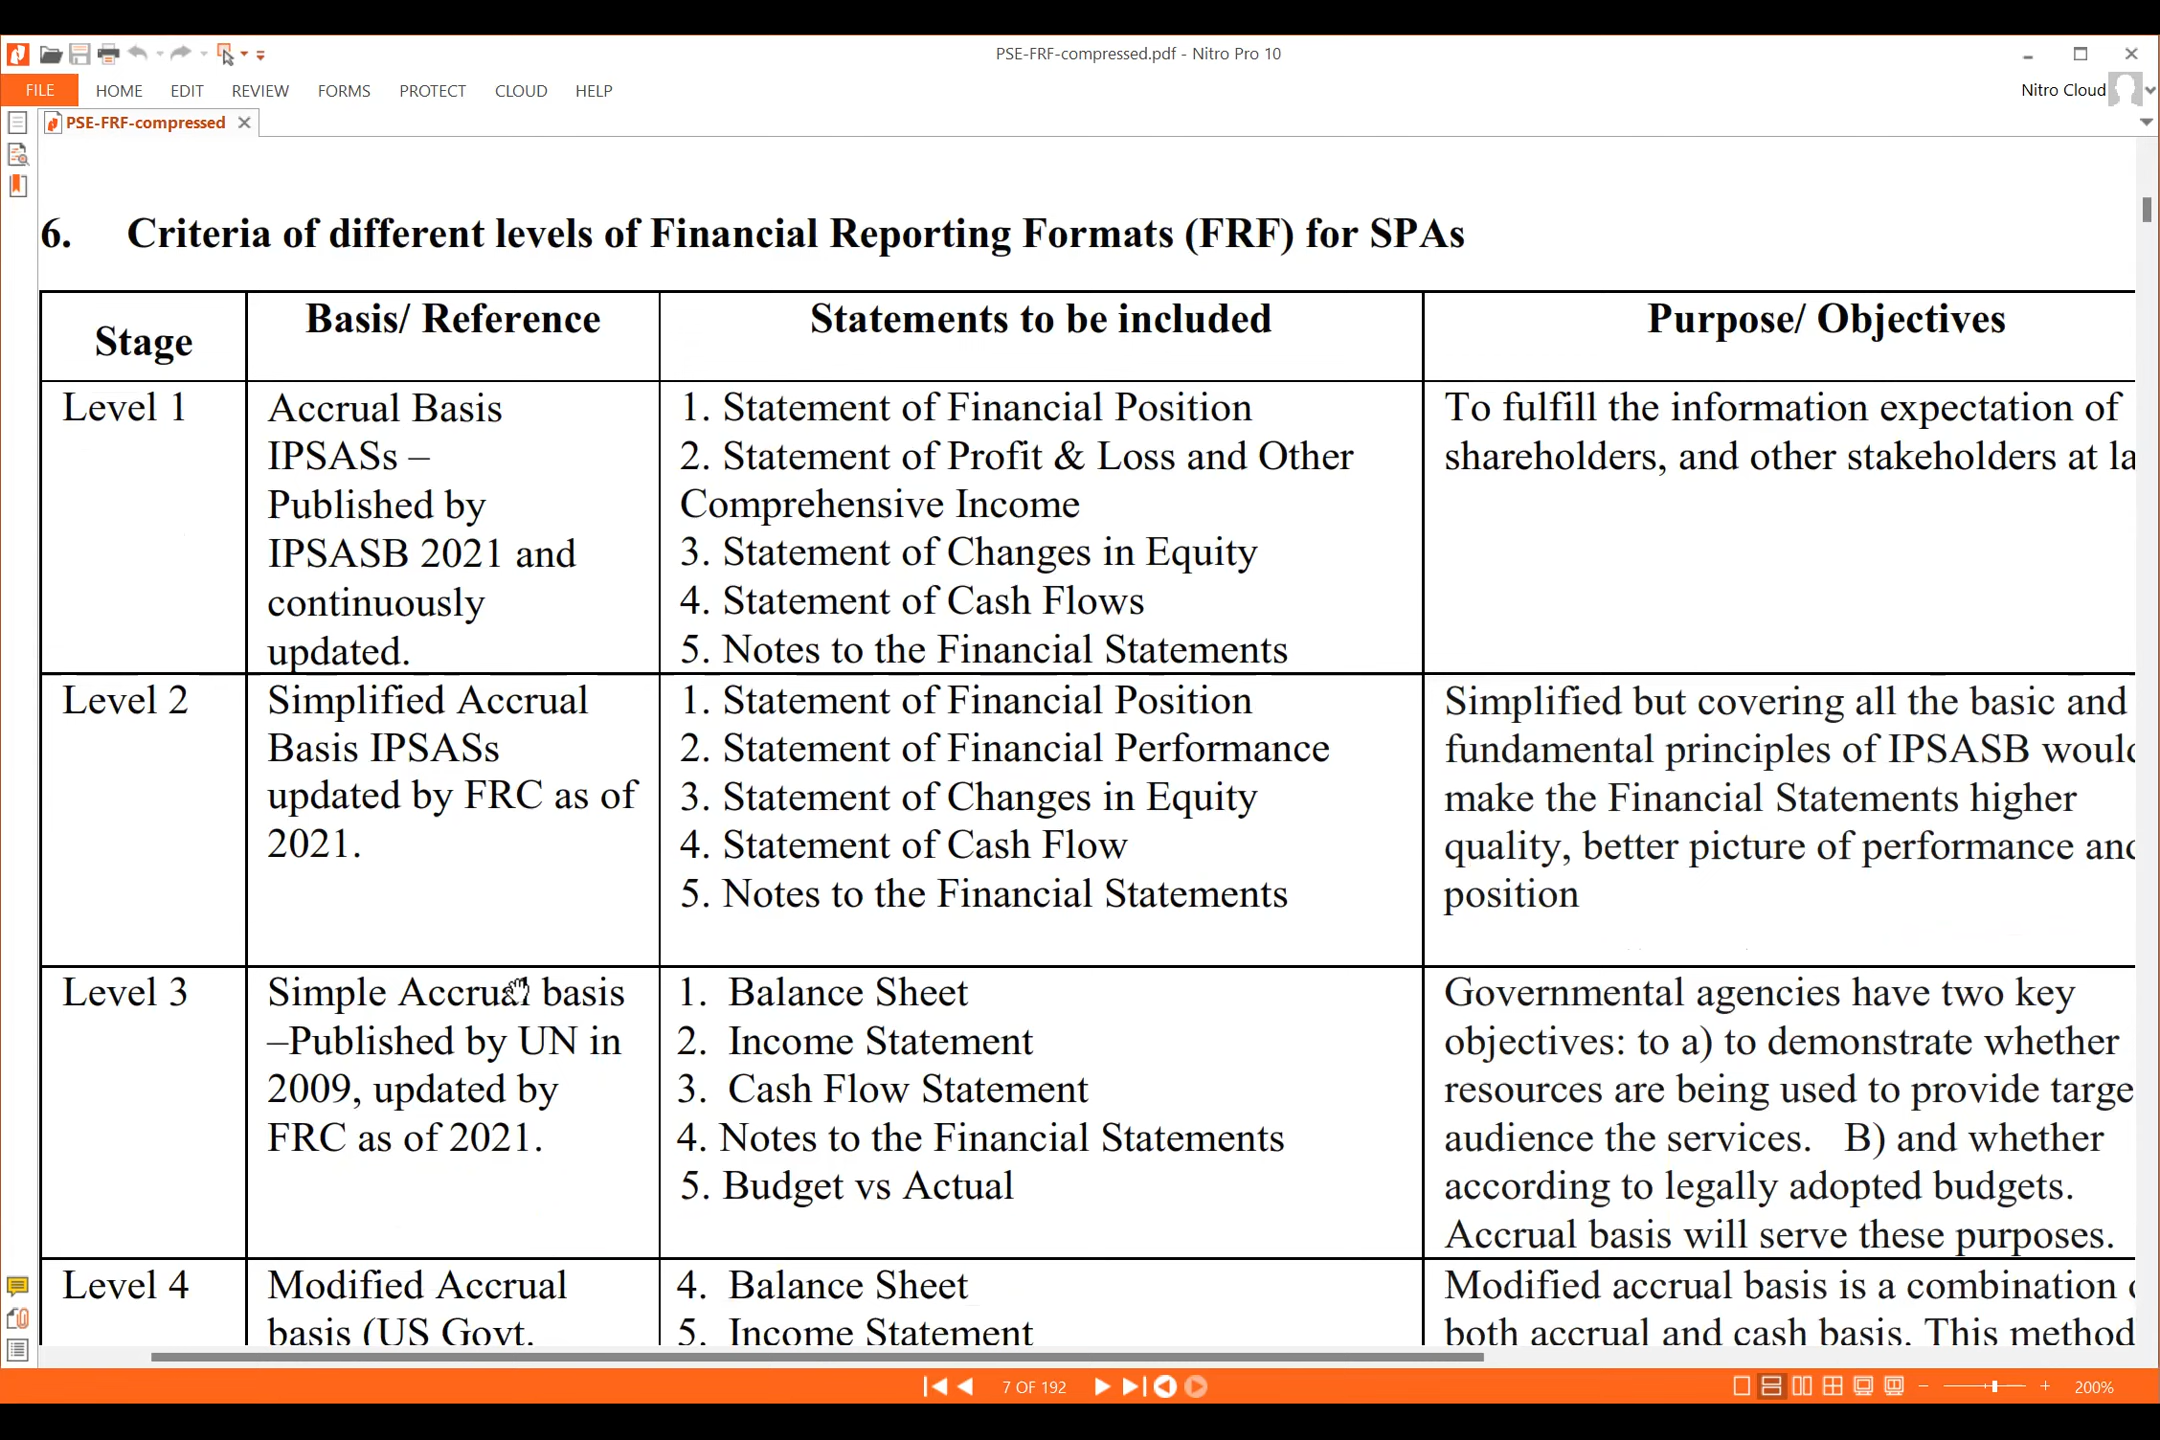 PSE-FRF-compressed.pdf - Nitro Pro 10
FILE HOME EDIT REVIEW FORMS PROTECT CLOUD HELP
Nitro Cloud
PSE-FRF-compressed
6. Criteria of different levels of Financial Reporting Formats (FRF) for SPAs
Stage
Basis/ Reference
Statements to be included
Purpose/ Objectives
Level 1
Accrual Basis
IPSASs –
Published by
IPSASB 2021 and
continuously
updated.
1. Statement of Financial Position
2. Statement of Profit & Loss and Other
Comprehensive Income
3. Statement of Changes in Equity
4. Statement of Cash Flows
5. Notes to the Financial Statements
To fulfill the information expectation of
shareholders, and other stakeholders at la
Level 2
Simplified Accrual
Basis IPSASs
updated by FRC as of
2021.
1. Statement of Financial Position
2. Statement of Financial Performance
3. Statement of Changes in Equity
4. Statement of Cash Flow
5. Notes to the Financial Statements
Simplified but covering all the basic and
fundamental principles of IPSASB would
make the Financial Statements higher
quality, better picture of performance and
position
Level 3
Simple Accrual basis
–Published by UN in
2009, updated by
FRC as of 2021.
1. Balance Sheet
2. Income Statement
3. Cash Flow Statement
4. Notes to the Financial Statements
5. Budget vs Actual
Governmental agencies have two key
objectives: to a) to demonstrate whether
resources are being used to provide targe
audience the services. B) and whether
according to legally adopted budgets.
Accrual basis will serve these purposes.
Level 4
Modified Accrual
basis (US Govt.
4. Balance Sheet
5. Income Statement
Modified accrual basis is a combination o
both accrual and cash basis. This method
7 OF 192
200%